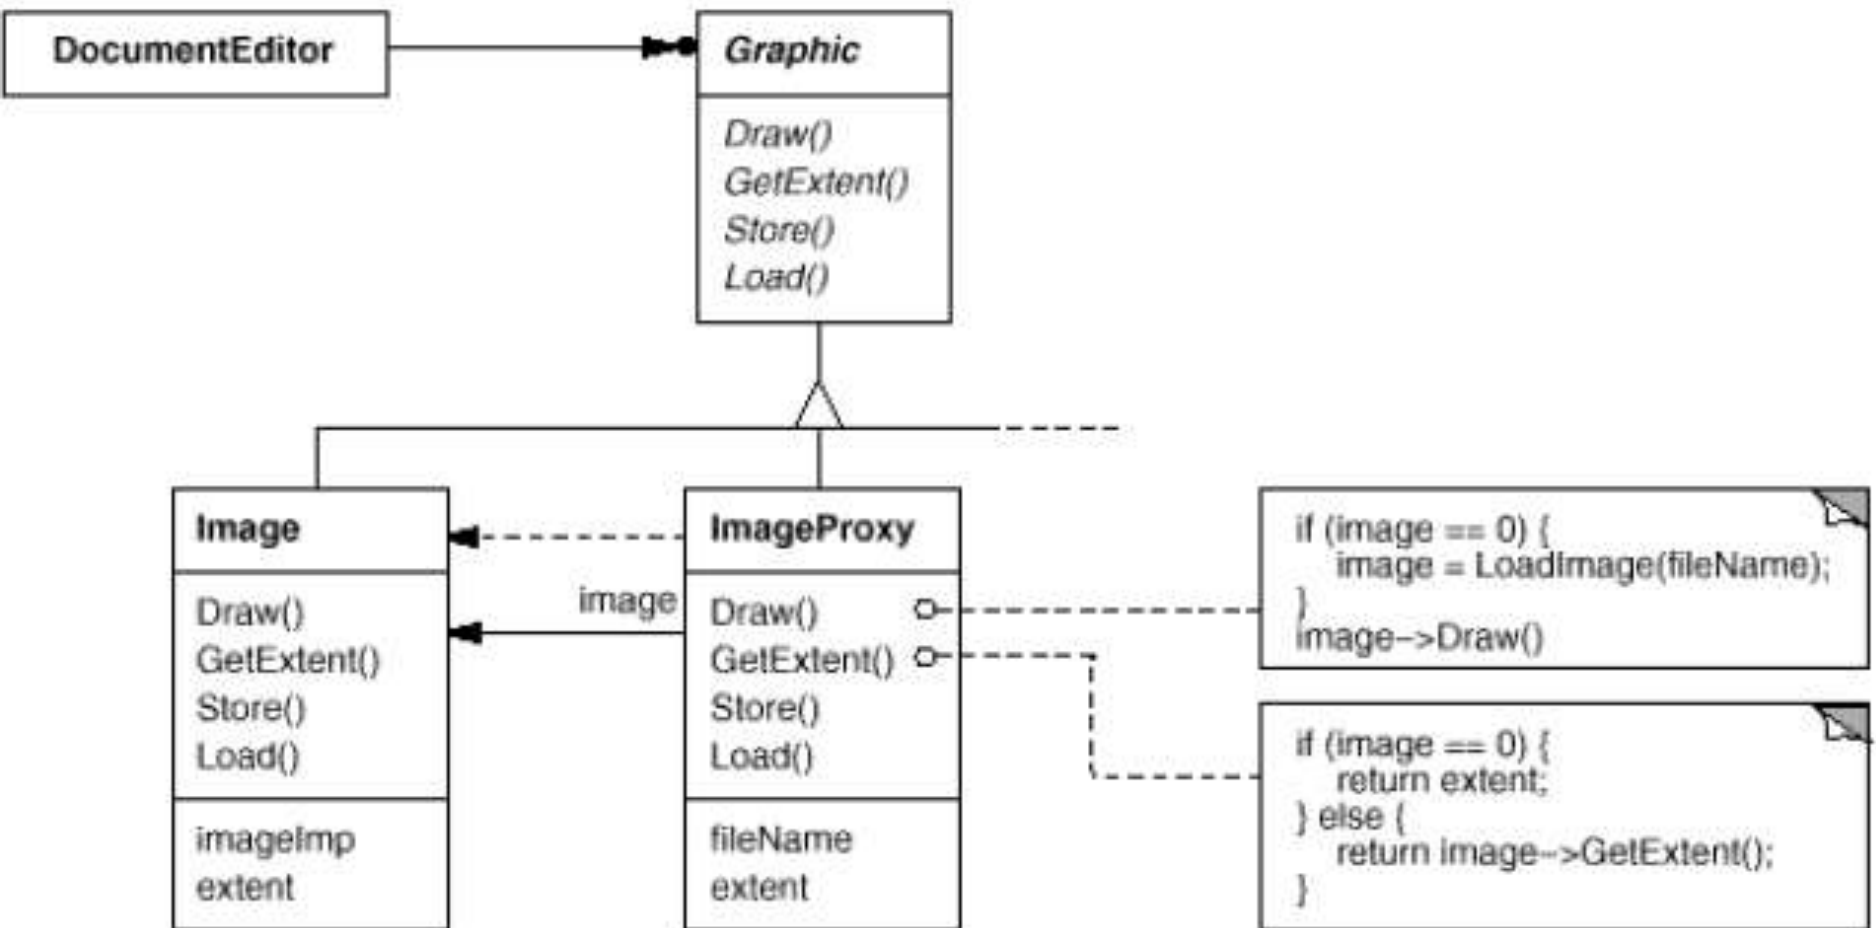 DocumentEditor
Graphic
Draw()
GetExtent()
Store()
Load()
Image
Draw()
GetExtent()
Store()
Load()
imageImp
extent
image
ImageProxy
Draw()
GetExtent()
Store()
Load()
fileName
extent
if (image == 0) {
image = LoadImage(fileName);
}
image->Draw()
if (image == 0) {
return extent;
} else {
return image->GetExtent();
}